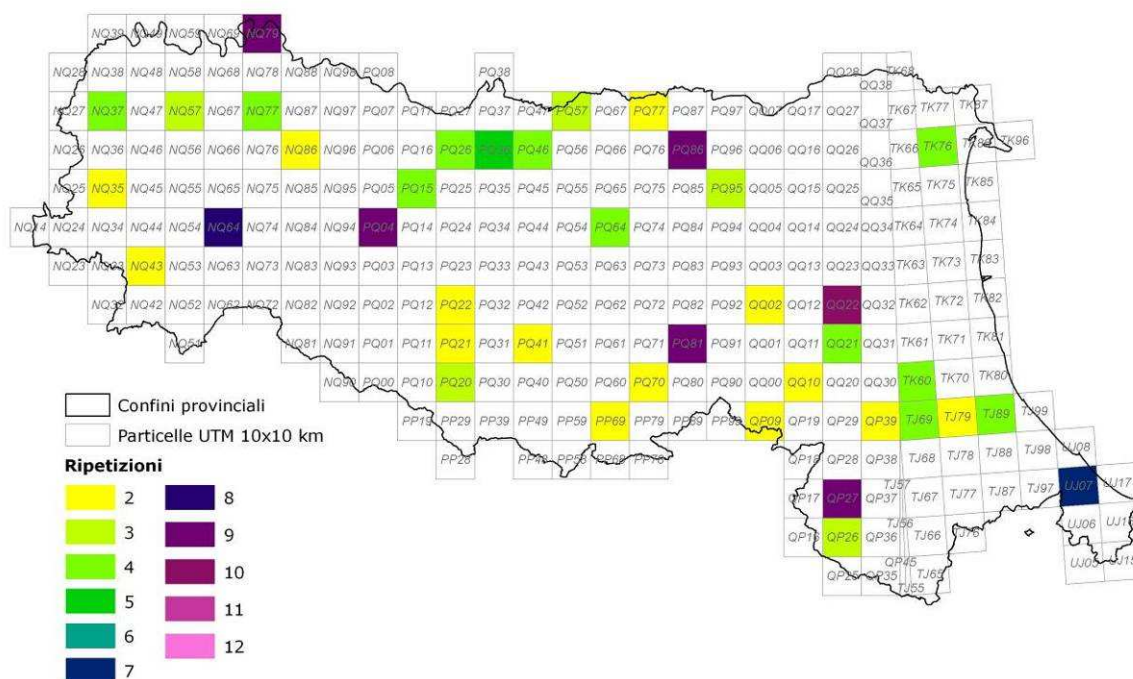 NQ39 NQ49 NQ59 NQ69 NQ79
NQ28 NQ38 NQ48 NQ58 NQ68 NQ78 NQ88 NQ98 PQ08 PQ38 QQ28 QQ38 TK68
NQ27 NQ37 NQ47 NQ57 NQ67 NQ77 NQ87 NQ97 PQ07 PQ17 PQ27 PQ37 PQ47 PQ57 PQ67 PQ77 PQ87 PQ97 QQ07 QQ17 QQ27 QQ37 TK67 TK77 TK87
NQ26 NQ36 NQ46 NQ56 NQ66 NQ76 NQ86 NQ96 PQ06 PQ16 PQ26 PQ36 PQ46 PQ56 PQ66 PQ76 PQ86 PQ96 QQ06 QQ16 QQ26 QQ36 TK66 TK76 TK86 TK96
NQ25 NQ35 NQ45 NQ55 NQ65 NQ75 NQ85 NQ95 PQ05 PQ15 PQ25 PQ35 PQ45 PQ55 PQ65 PQ75 PQ85 PQ95 QQ05 QQ15 QQ25 QQ35 TK65 TK75 TK85
NQ14 NQ24 NQ34 NQ44 NQ54 NQ64 NQ74 NQ84 NQ94 PQ04 PQ14 PQ24 PQ34 PQ44 PQ54 PQ64 PQ74 PQ84 PQ94 QQ04 QQ14 QQ24 QQ34 TK64 TK74 TK84
NQ23 NQ33 NQ43 NQ53 NQ63 NQ73 NQ83 NQ93 PQ03 PQ13 PQ23 PQ33 PQ43 PQ53 PQ63 PQ73 PQ83 PQ93 QQ03 QQ13 QQ23 QQ33 TK63 TK73 TK83
NQ32 NQ42 NQ52 NQ62 NQ72 NQ82 NQ92 PQ02 PQ12 PQ22 PQ32 PQ42 PQ52 PQ62 PQ72 PQ82 PQ92 QQ02 QQ12 QQ22 QQ32 TK62 TK72 TK82
NQ51 NQ81 NQ91 PQ01 PQ11 PQ21 PQ31 PQ41 PQ51 PQ61 PQ71 PQ81 PQ91 QQ01 QQ11 QQ21 QQ31 TK61 TK71 TK81
NQ90 PQ00 PQ10 PQ20 PQ30 PQ40 PQ50 PQ60 PQ70 PQ80 PQ90 QQ00 QQ10 QQ20 QQ30 TK60 TK70 TK80
PP19 PP29 PP39 PP49 PP59 PP69 PP79 PP89 PP99 QP09 QP19 QP29 QP39 TJ69 TJ79 TJ89 TJ99
PP28 PP48 PP58 PP68 PP78 QP18 QP28 QP38 TJ68 TJ78 TJ88 TJ98 UJ08
QP17 QP27 QP37 TJ57 TJ67 TJ77 TJ87 TJ97 UJ07 UJ17
QP16 QP26 QP36 TJ56 TJ66 TJ76 UJ06 UJ16
QP25 QP35 QP45 TJ55 TJ65 UJ05 UJ15
Confini provinciali
Particelle UTM 10x10 km
Ripetizioni
2 8
3 9
4 10
5 11
6 12
7